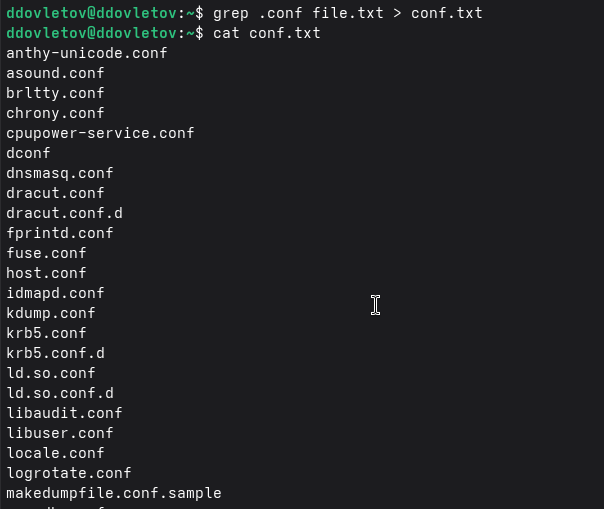 ddovletov@ddovletov:~$ grep .conf file.txt > conf.txt
ddovletov@ddovletov:~$ cat conf.txt
anthy-unicode.conf
asound.conf
brltty.conf
chrony.conf
cpupower-service.conf
dconf
dnsmasq.conf
dracut.conf
dracut.conf.d
fprintd.conf
fuse.conf
host.conf
idmapd.conf
kdump.conf
krb5.conf
krb5.conf.d
ld.so.conf
ld.so.conf.d
libaudit.conf
libuser.conf
locale.conf
logrotate.conf
makedumpfile.conf.sample